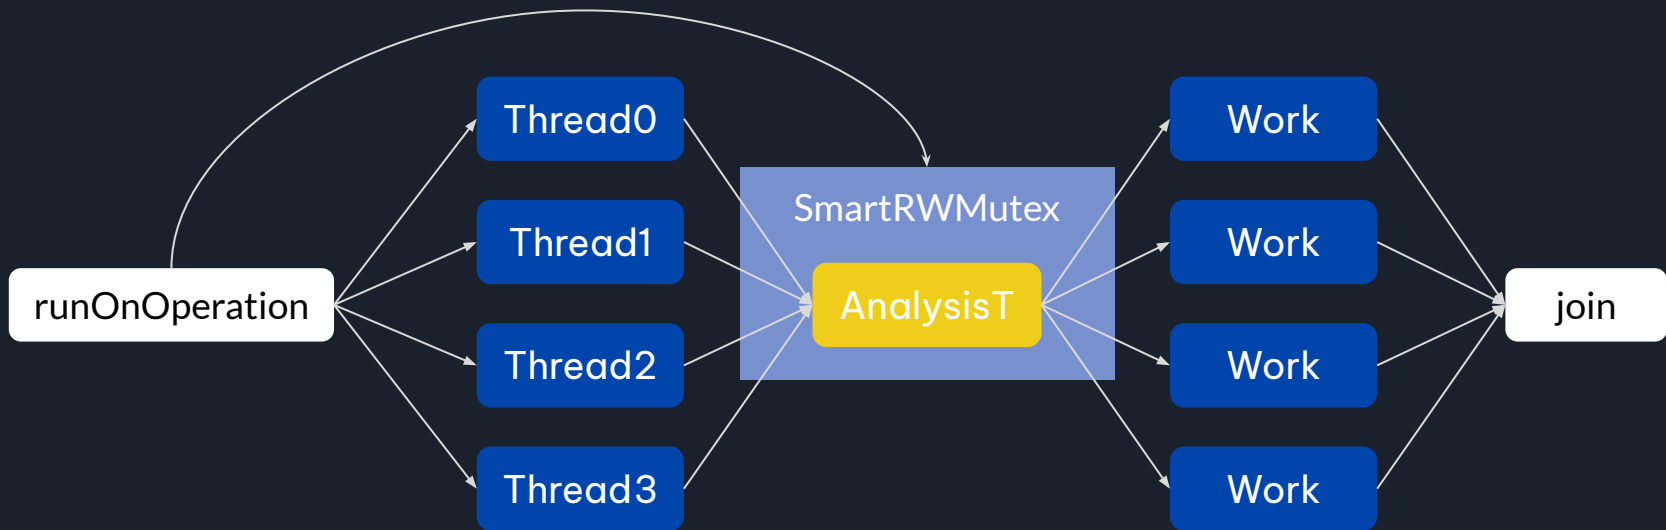 runOnOperation
Thread0
Thread1
Thread2
Thread3
SmartRWMutex
AnalysisT
Work
Work
Work
Work
join